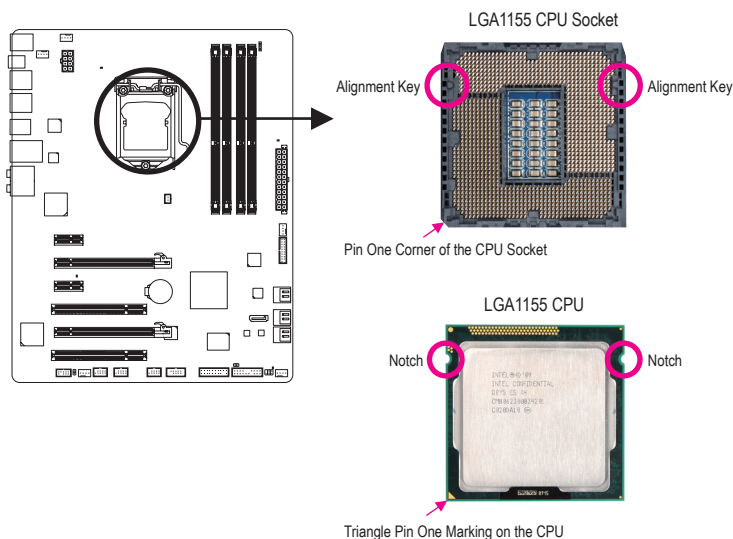 LGA1155 CPU Socket
Alignment Key
Alignment Key
Pin One Corner of the CPU Socket
LGA1155 CPU
Notch
Notch
INTEL
INTEL CONFIDENTIAL
Triangle Pin One Marking on the CPU